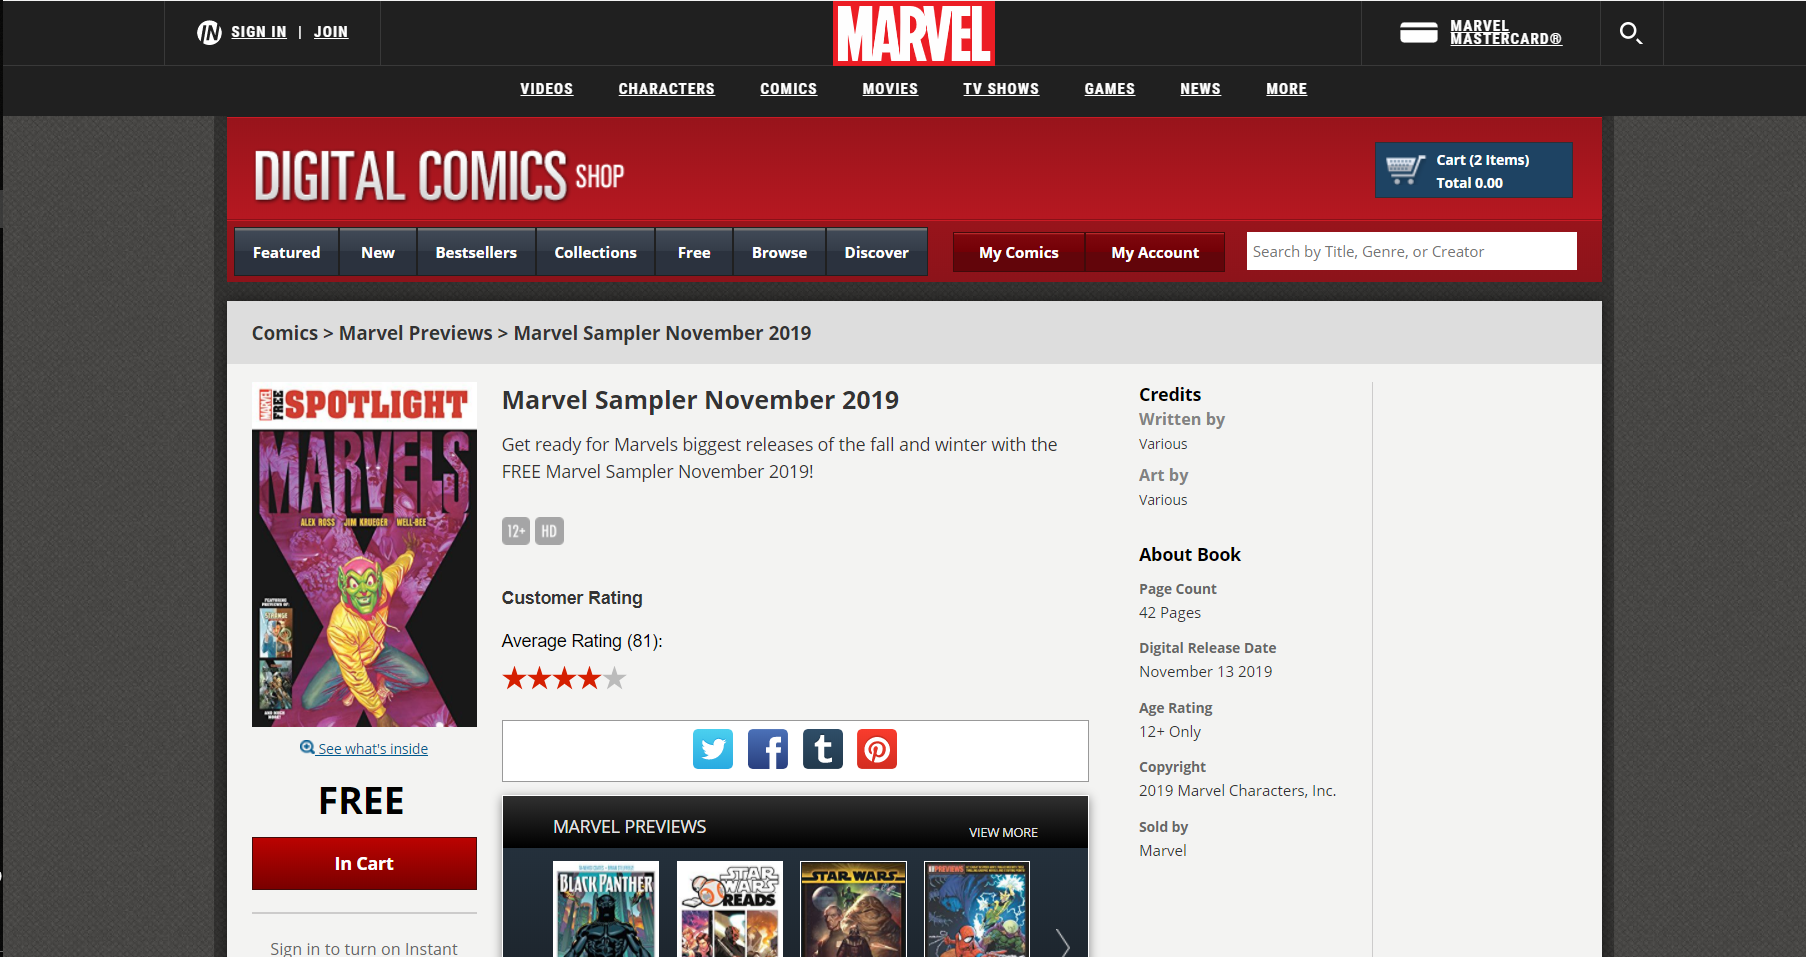 SIGN IN | JOIN
MARVEL
MARVEL
MASTERCARD®
VIDEOS CHARACTERS COMICS MOVIES TV SHOWS GAMES NEWS MORE
DIGITAL COMICS SHOP
Cart (2 Items)
Total 0.00
Featured New Bestsellers Collections Free Browse Discover My Comics My Account Search by Title, Genre, or Creator
Comics > Marvel Previews > Marvel Sampler November 2019
MARVEL FREE SPOTLIGHT
MARVELS
ALEX ROSS JIM KRUEGER WELL-BEE
X
FEATURING
PREVIEWS OF:
STRANGE
AND MUCH
MORE!
See what's inside
FREE
In Cart
Sign in to turn on Instant
Marvel Sampler November 2019
Get ready for Marvels biggest releases of the fall and winter with the
FREE Marvel Sampler November 2019!
12+ HD
Customer Rating
Average Rating (81):
MARVEL PREVIEWS VIEW MORE
BLACK PANTHER
STAR
WARS
READS
STAR WARS
PREVIEWS
Credits
Written by
Various
Art by
Various
About Book
Page Count
42 Pages
Digital Release Date
November 13 2019
Age Rating
12+ Only
Copyright
2019 Marvel Characters, Inc.
Sold by
Marvel